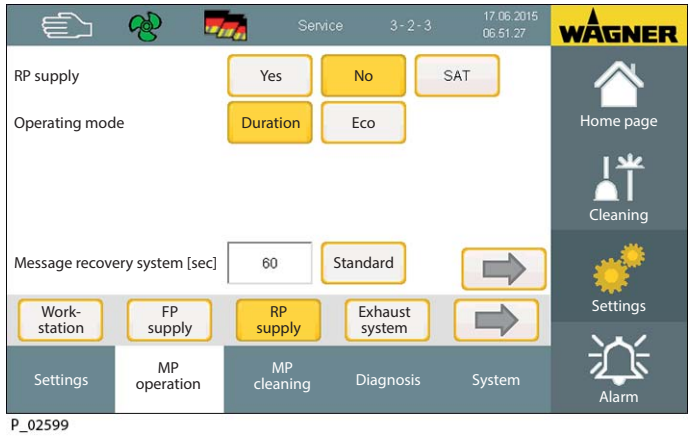 Service 3-2-3 17.06.2015
06:51:27
WAGNER
RP supply Yes No SAT
Operating mode Duration Eco
Home page
Cleaning
Message recovery system [sec] 60 Standard
Settings
Work-
station
FP
supply
RP
supply
Exhaust
system
Settings
MP
operation
MP
cleaning
Diagnosis
System
Alarm
P_02599